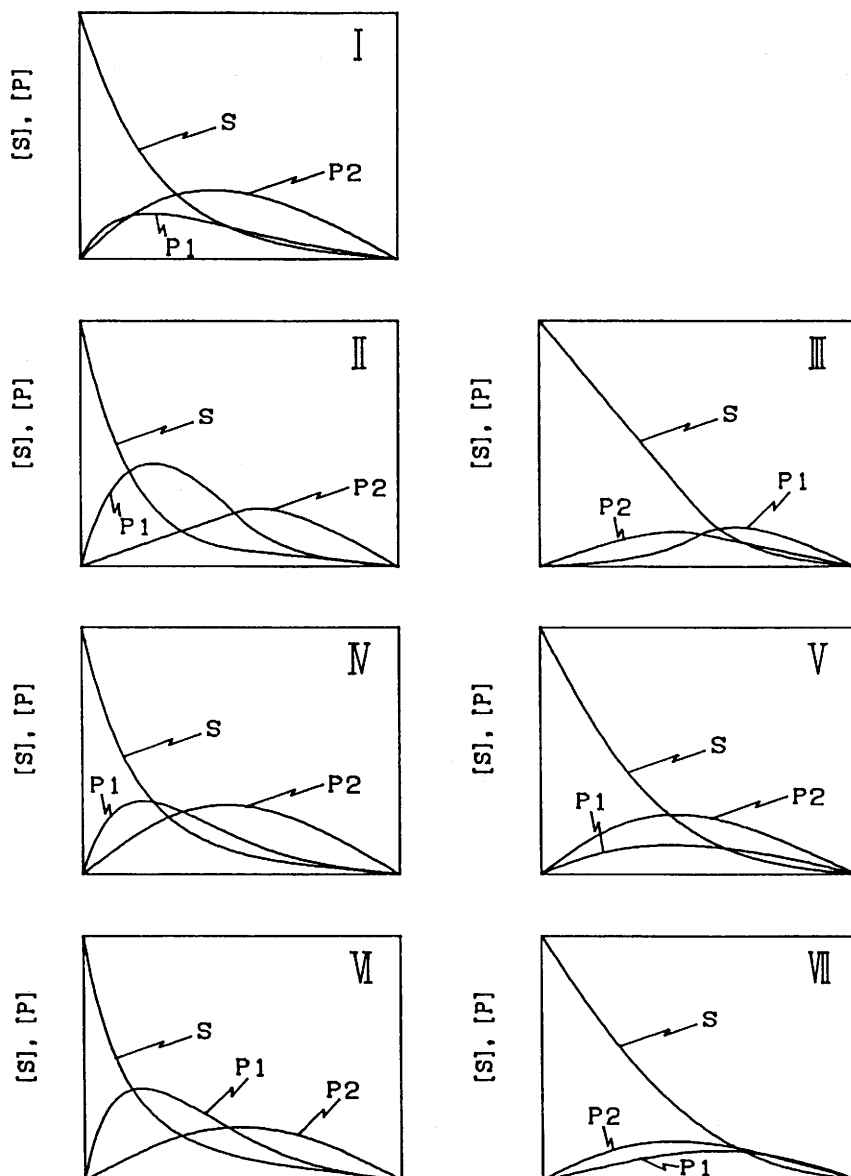 I
[S], [P]
S
P2
P1
II
[S], [P]
S
P1
P2
III
[S], [P]
S
P1
P2
IV
[S], [P]
S
P1
P2
V
[S], [P]
S
P1
P2
VI
[S], [P]
S
P1
P2
VII
[S], [P]
S
P2
P1